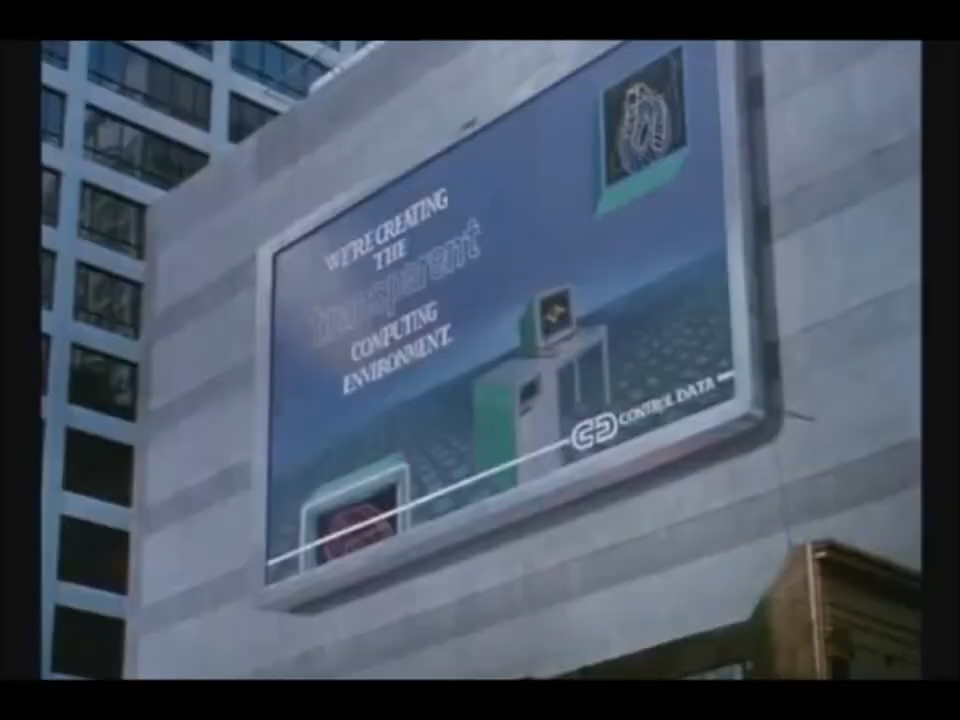 WE'RE CREATING
THE
transparent
COMPUTING
ENVIRONMENT.
CONTROL DATA